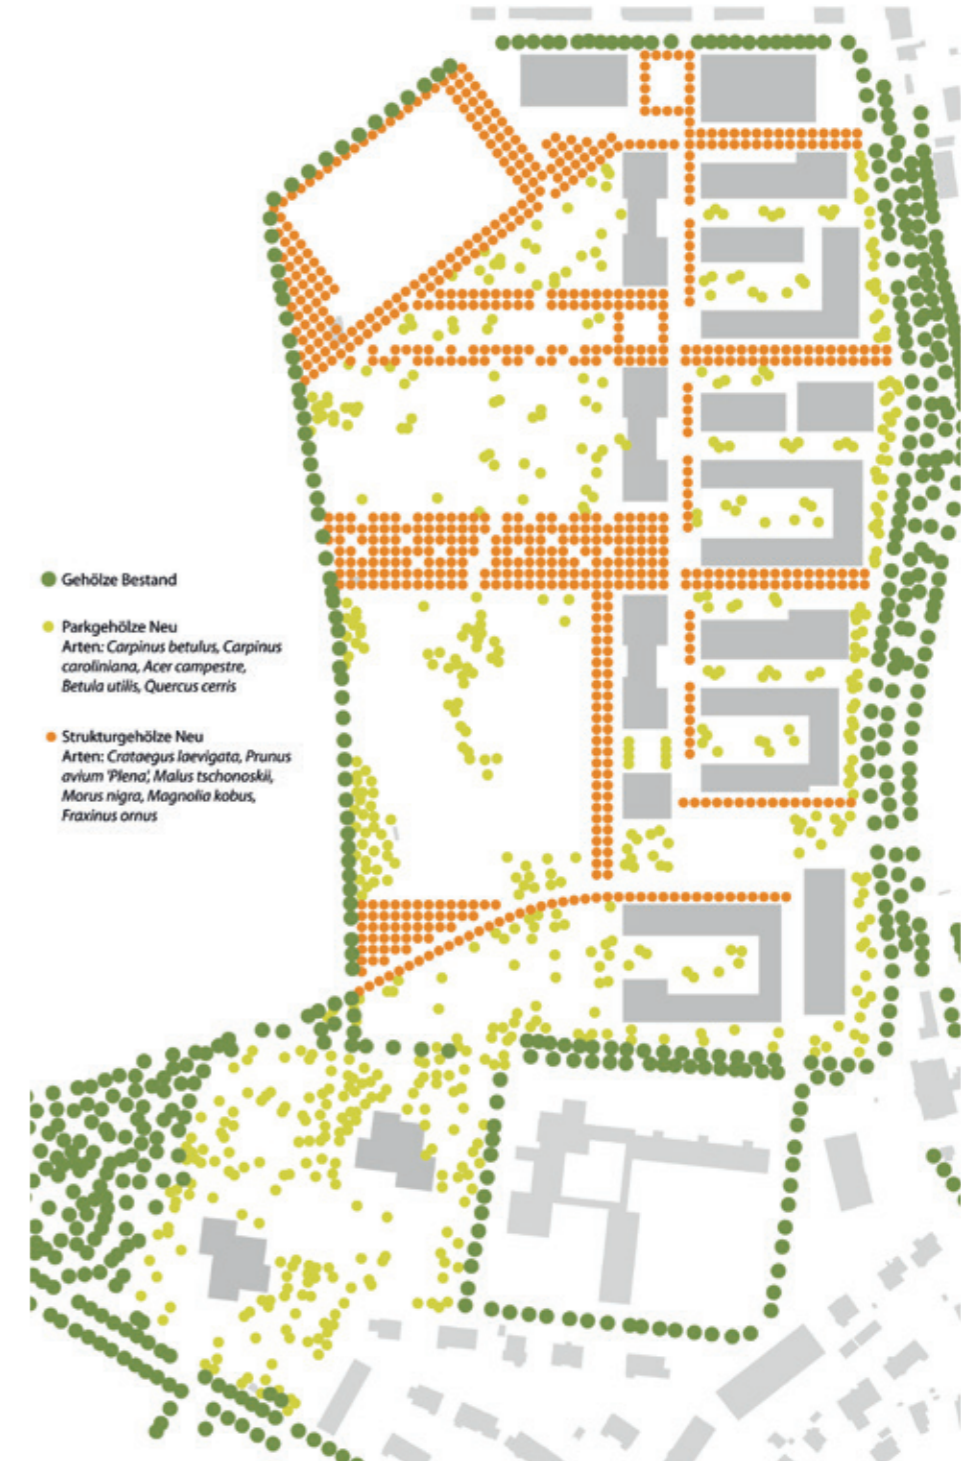 Gehölze Bestand
Parkgehölze Neu
Arten: Carpinus betulus, Carpinus
caroliniana, Acer campestre,
Betula utilis, Quercus cerris
Strukturgehölze Neu
Arten: Crataegus laevigata, Prunus
avium 'Plena', Malus tschonoskii,
Morus nigra, Magnolia kobus,
Fraxinus ornus